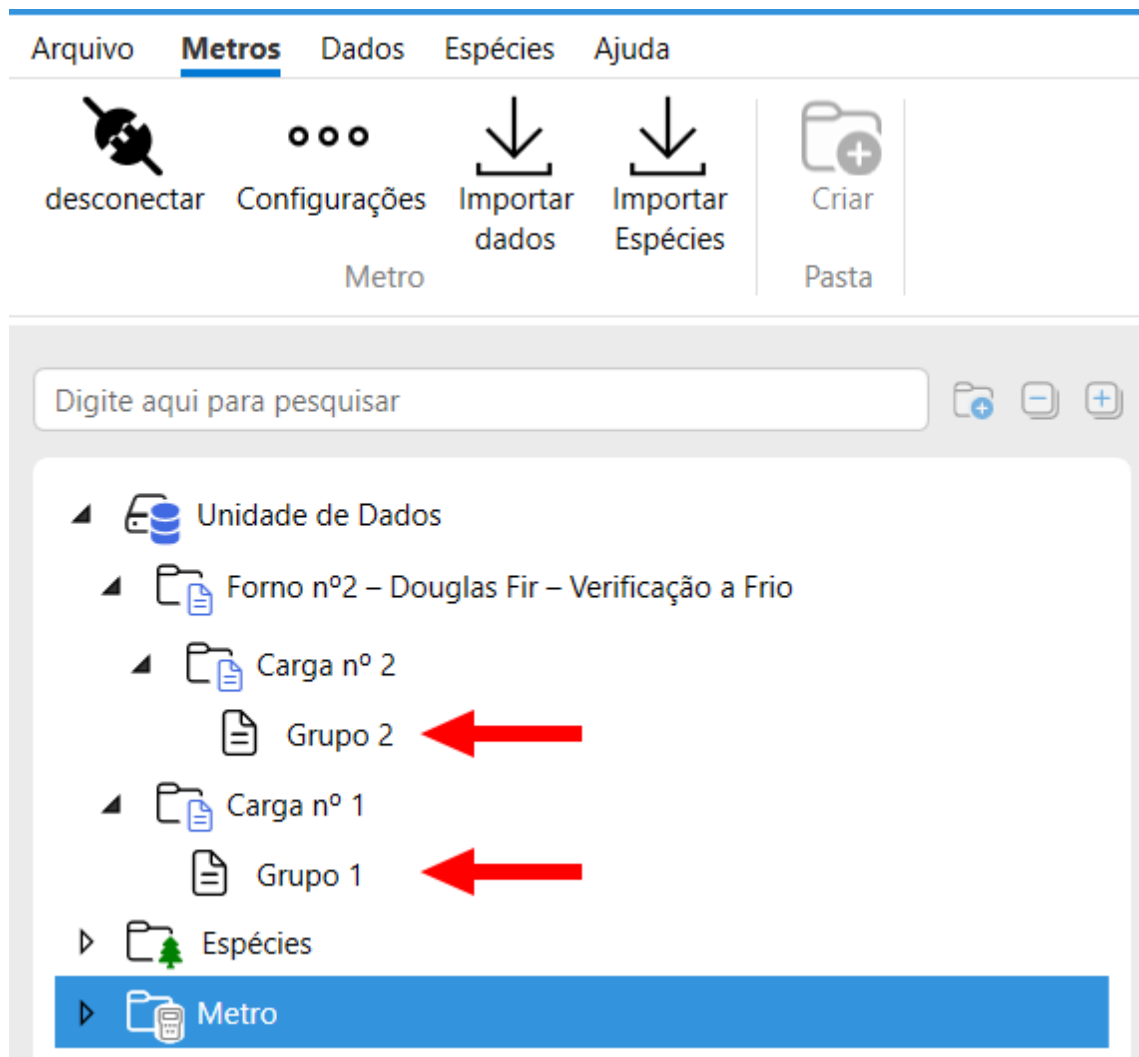 Arquivo Metros Dados Espécies Ajuda
desconectar Configurações Importar dados Importar Espécies Criar
Metro Pasta
Digite aqui para pesquisar
Unidade de Dados
Forno nº2 – Douglas Fir – Verificação a Frio
Carga nº 2
Grupo 2
Carga nº 1
Grupo 1
Espécies
Metro